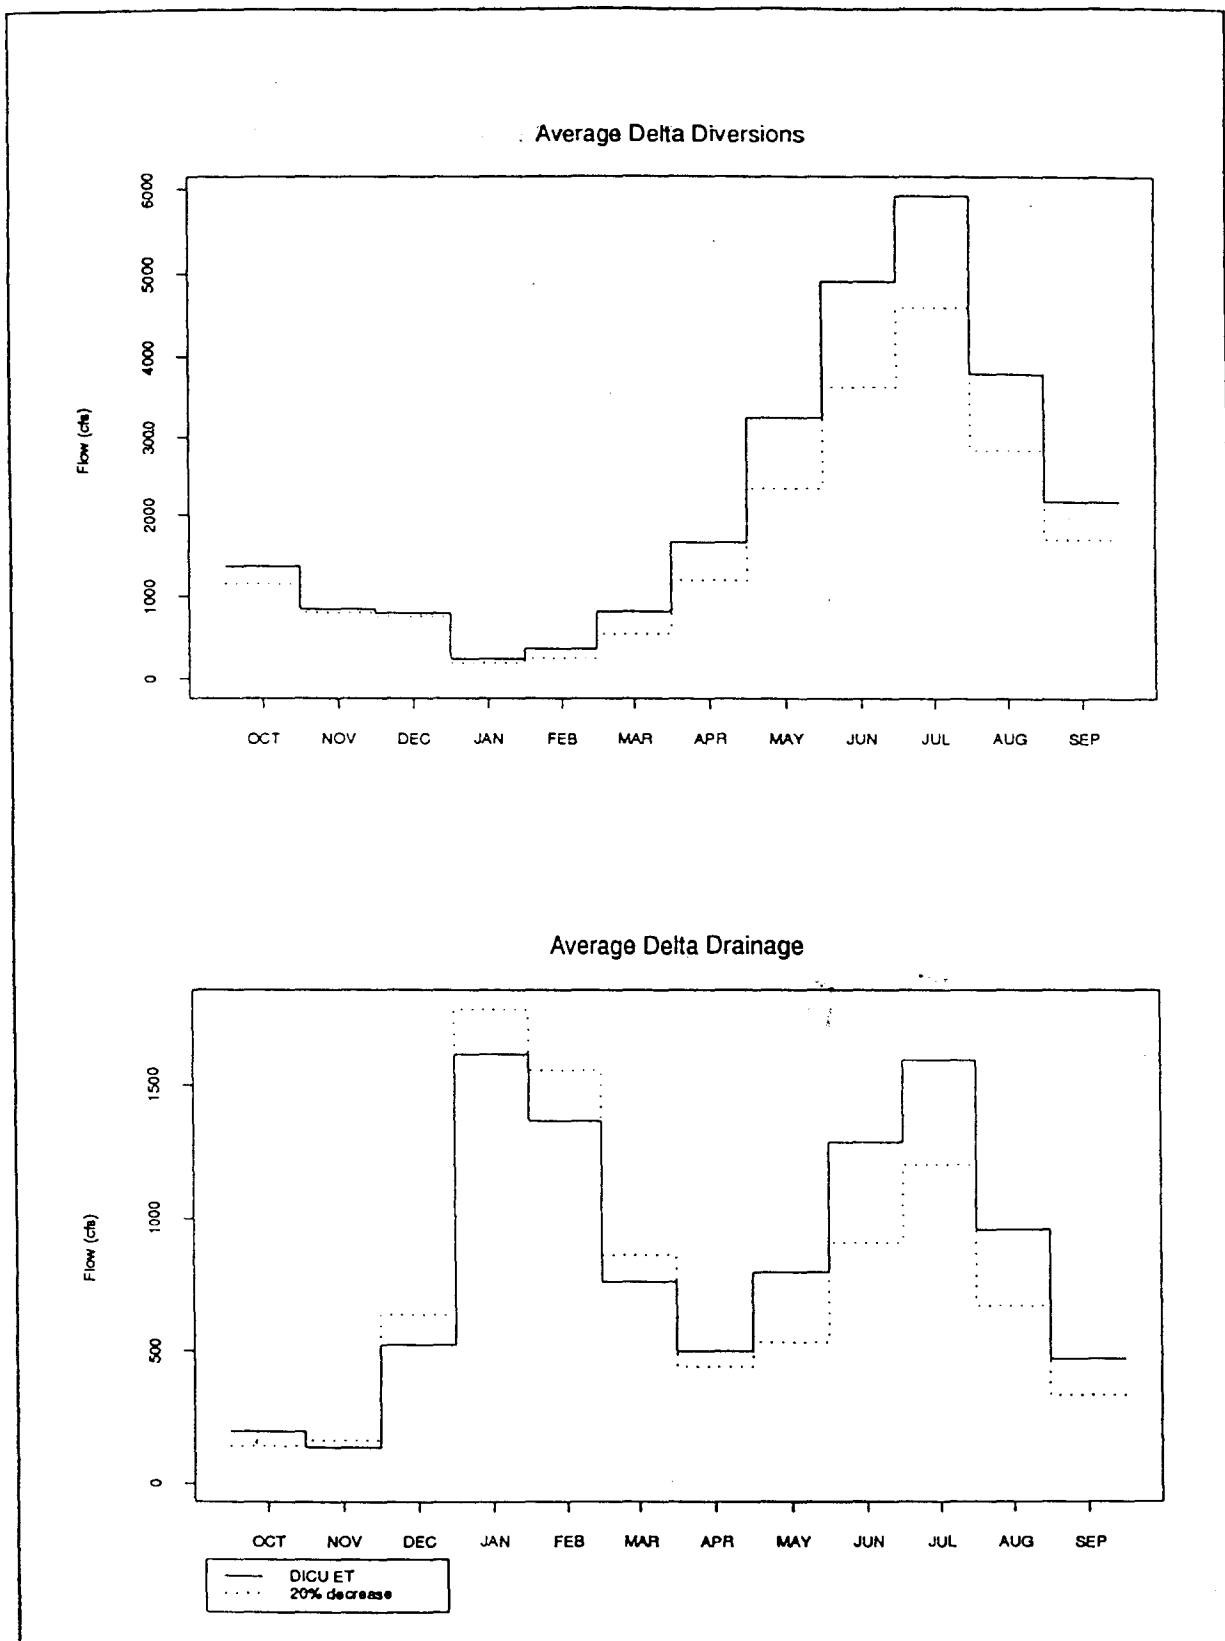 Average Delta Diversions
6000
5000
4000
3000
2000
1000
0
Flow (cfs)
OCT NOV DEC JAN FEB MAR APR MAY JUN JUL AUG SEP
Average Delta Drainage
1500
1000
500
0
Flow (cfs)
OCT NOV DEC JAN FEB MAR APR MAY JUN JUL AUG SEP
DICU ET
20% decrease